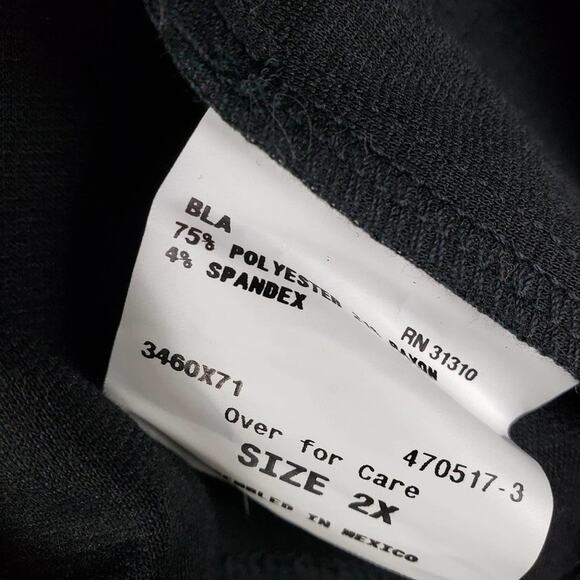 BLA
75% POLYESTER RAYON
4% SPANDEX
RN 31310
3460X71
470517-3
Over for Care
SIZE 2X
IN MEXICO